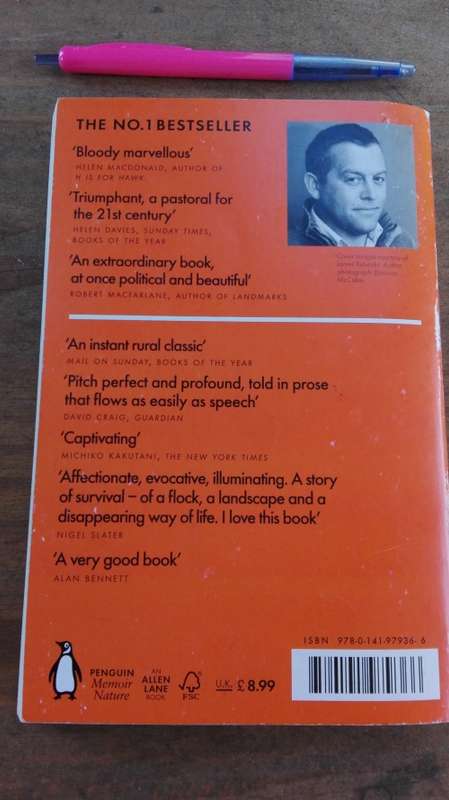 THE NO.1 BESTSELLER
'Bloody marvellous'
HELEN MACDONALD, AUTHOR OF
H IS FOR HAWK
'Triumphant, a pastoral for
the 21st century'
HELEN DAVIES, SUNDAY TIMES,
BOOKS OF THE YEAR
'An extraordinary book,
at once political and beautiful'
ROBERT MACFARLANE, AUTHOR OF LANDMARKS
'An instant rural classic'
MAIL ON SUNDAY, BOOKS OF THE YEAR
'Pitch perfect and profound, told in prose
that flows as easily as speech'
DAVID CRAIG, GUARDIAN
'Captivating'
MICHIKO KAKUTANI, THE NEW YORK TIMES
'Affectionate, evocative, illuminating. A story
of survival – of a flock, a landscape and a
disappearing way of life. I love this book'
NIGEL SLATER
'A very good book'
ALAN BENNETT
PENGUIN
Memoir
Nature
AN
ALLEN
LANE
BOOK
FSC
U.K. £8.99
ISBN 978-0-141-97936-6